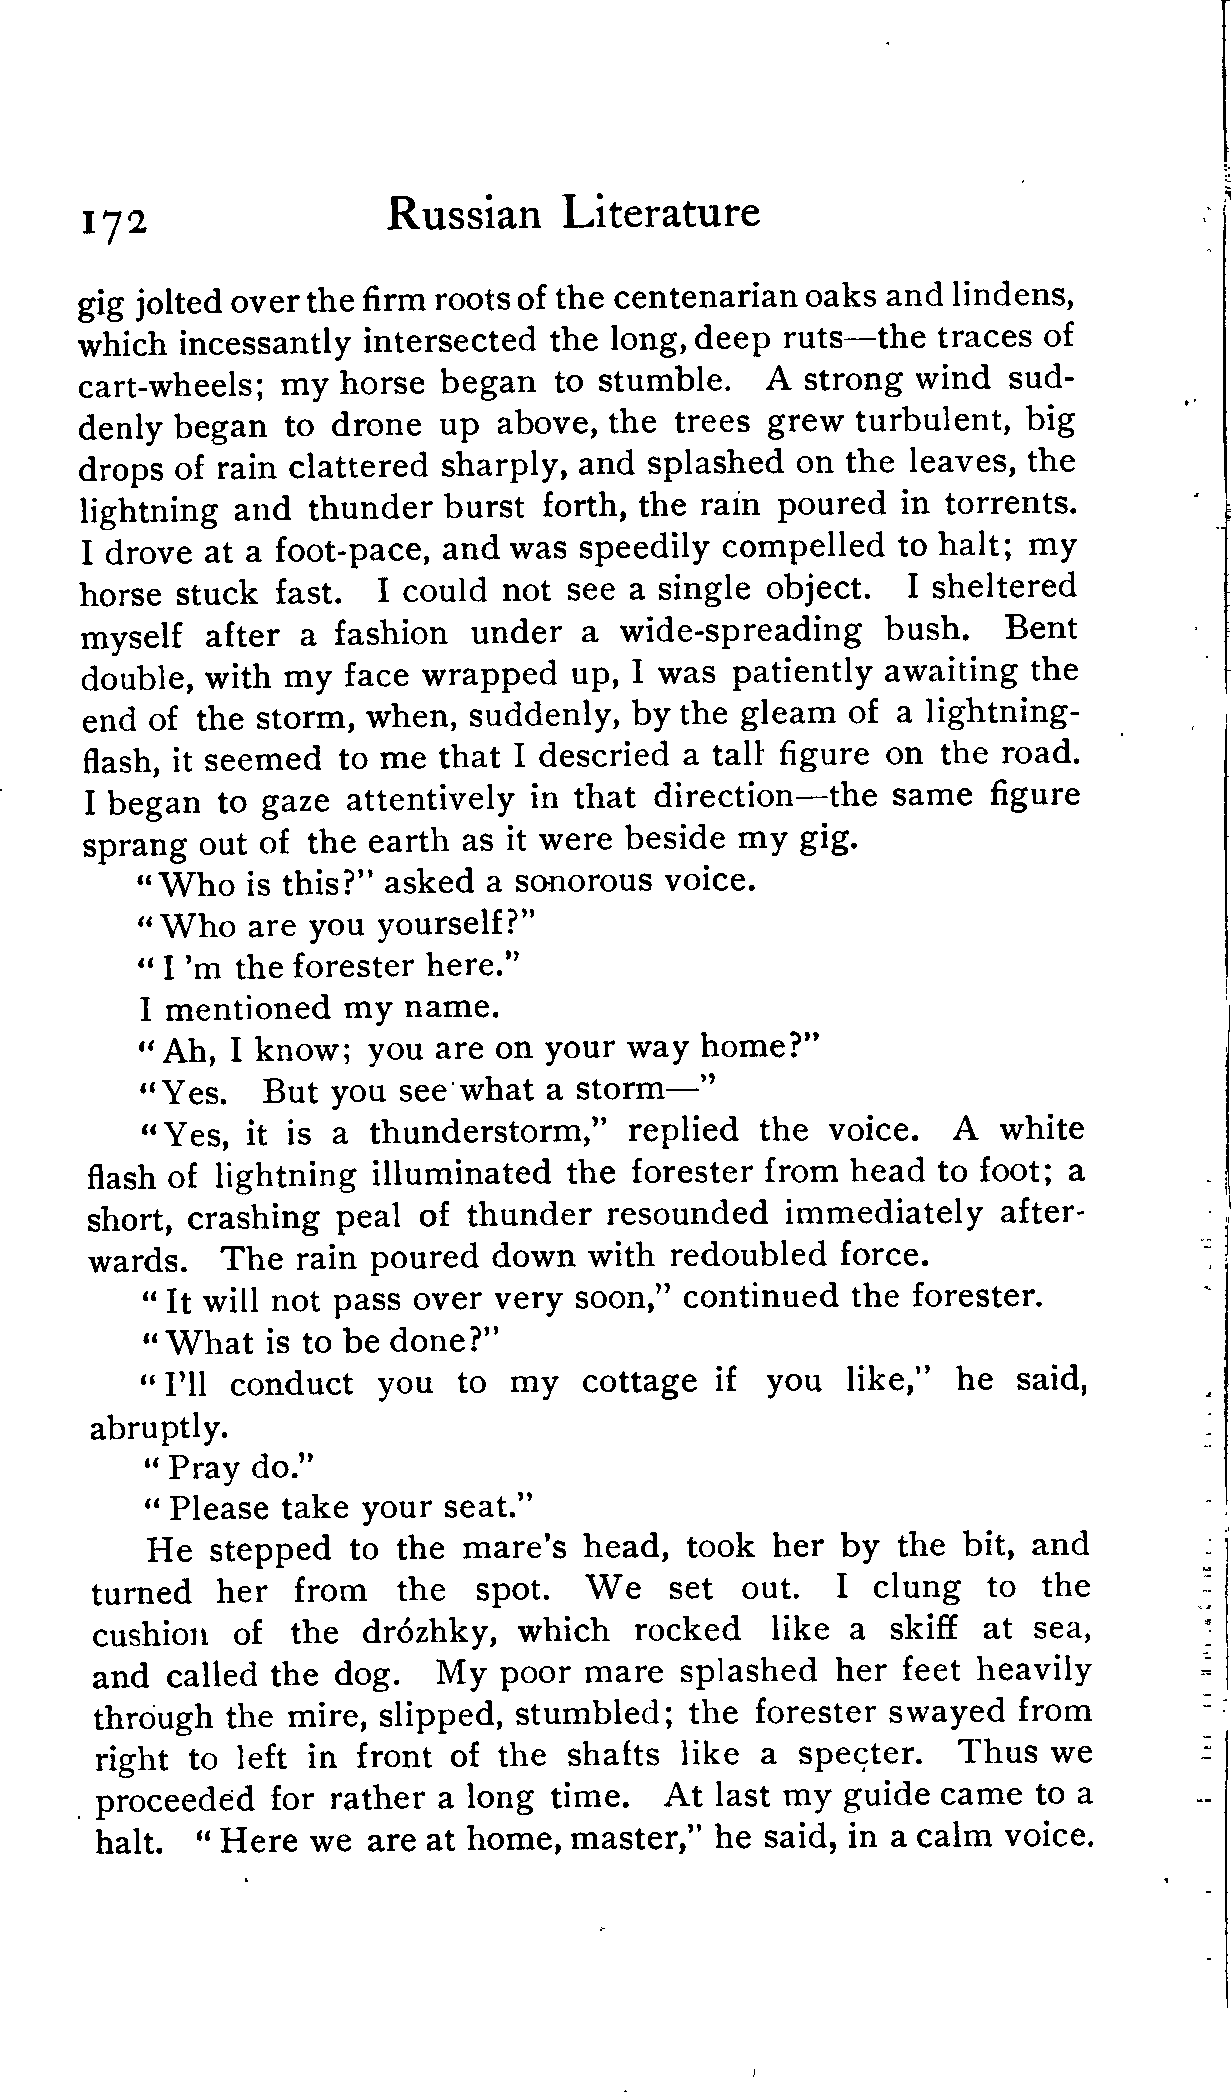 172 Russian Literature
gig jolted over the firm roots of the centenarian oaks and lindens,
which incessantly intersected the long, deep ruts—the traces of
cart-wheels; my horse began to stumble. A strong wind sud-
denly began to drone up above, the trees grew turbulent, big
drops of rain clattered sharply, and splashed on the leaves, the
lightning and thunder burst forth, the rain poured in torrents.
I drove at a foot-pace, and was speedily compelled to halt; my
horse stuck fast. I could not see a single object. I sheltered
myself after a fashion under a wide-spreading bush. Bent
double, with my face wrapped up, I was patiently awaiting the
end of the storm, when, suddenly, by the gleam of a lightning-
flash, it seemed to me that I descried a tall figure on the road.
I began to gaze attentively in that direction—the same figure
sprang out of the earth as it were beside my gig.
"Who is this?" asked a sonorous voice.
"Who are you yourself?"
"I 'm the forester here."
I mentioned my name.
"Ah, I know; you are on your way home?"
"Yes. But you see what a storm—"
"Yes, it is a thunderstorm," replied the voice. A white
flash of lightning illuminated the forester from head to foot; a
short, crashing peal of thunder resounded immediately after-
wards. The rain poured down with redoubled force.
"It will not pass over very soon," continued the forester.
"What is to be done?"
"I'll conduct you to my cottage if you like," he said,
abruptly.
"Pray do."
"Please take your seat."
He stepped to the mare's head, took her by the bit, and
turned her from the spot. We set out. I clung to the
cushion of the drózhky, which rocked like a skiff at sea,
and called the dog. My poor mare splashed her feet heavily
through the mire, slipped, stumbled; the forester swayed from
right to left in front of the shafts like a specter. Thus we
proceeded for rather a long time. At last my guide came to a
halt. "Here we are at home, master," he said, in a calm voice.